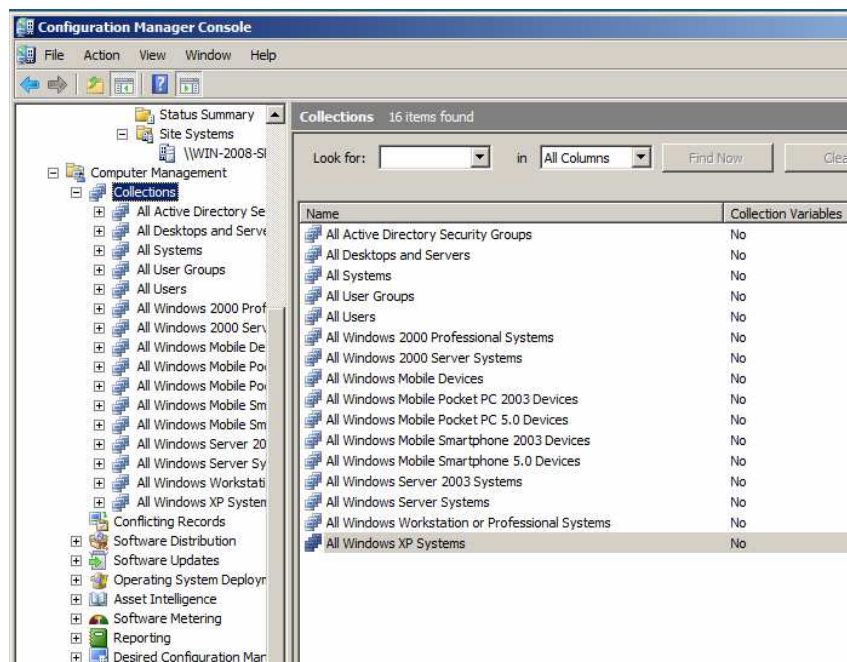 Configuration Manager Console
File Action View Window Help
Status Summary
Site Systems
\\WIN-2008-S
Computer Management
Collections
All Active Directory Se
All Desktops and Serve
All Systems
All User Groups
All Users
All Windows 2000 Prof
All Windows 2000 Serv
All Windows Mobile De
All Windows Mobile Po
All Windows Mobile Po
All Windows Mobile Sm
All Windows Mobile Sm
All Windows Server 20
All Windows Server Sy
All Windows Workstati
All Windows XP System
Conflicting Records
Software Distribution
Software Updates
Operating System Deployr
Asset Intelligence
Software Metering
Reporting
Desired Configuration Man
Collections 16 items found
Look for: in All Columns Find Now Clea
Name Collection Variables
All Active Directory Security Groups No
All Desktops and Servers No
All Systems No
All User Groups No
All Users No
All Windows 2000 Professional Systems No
All Windows 2000 Server Systems No
All Windows Mobile Devices No
All Windows Mobile Pocket PC 2003 Devices No
All Windows Mobile Pocket PC 5.0 Devices No
All Windows Mobile Smartphone 2003 Devices No
All Windows Mobile Smartphone 5.0 Devices No
All Windows Server 2003 Systems No
All Windows Server Systems No
All Windows Workstation or Professional Systems No
All Windows XP Systems No